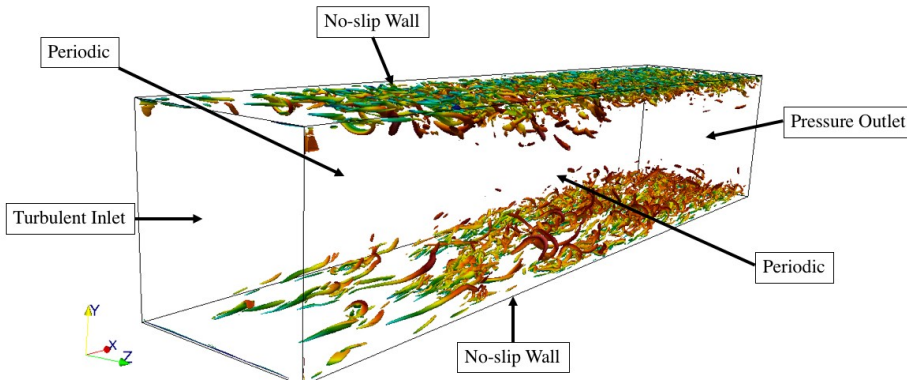 No-slip Wall
Periodic
Pressure Outlet
Turbulent Inlet
Periodic
No-slip Wall
Y
X
Z